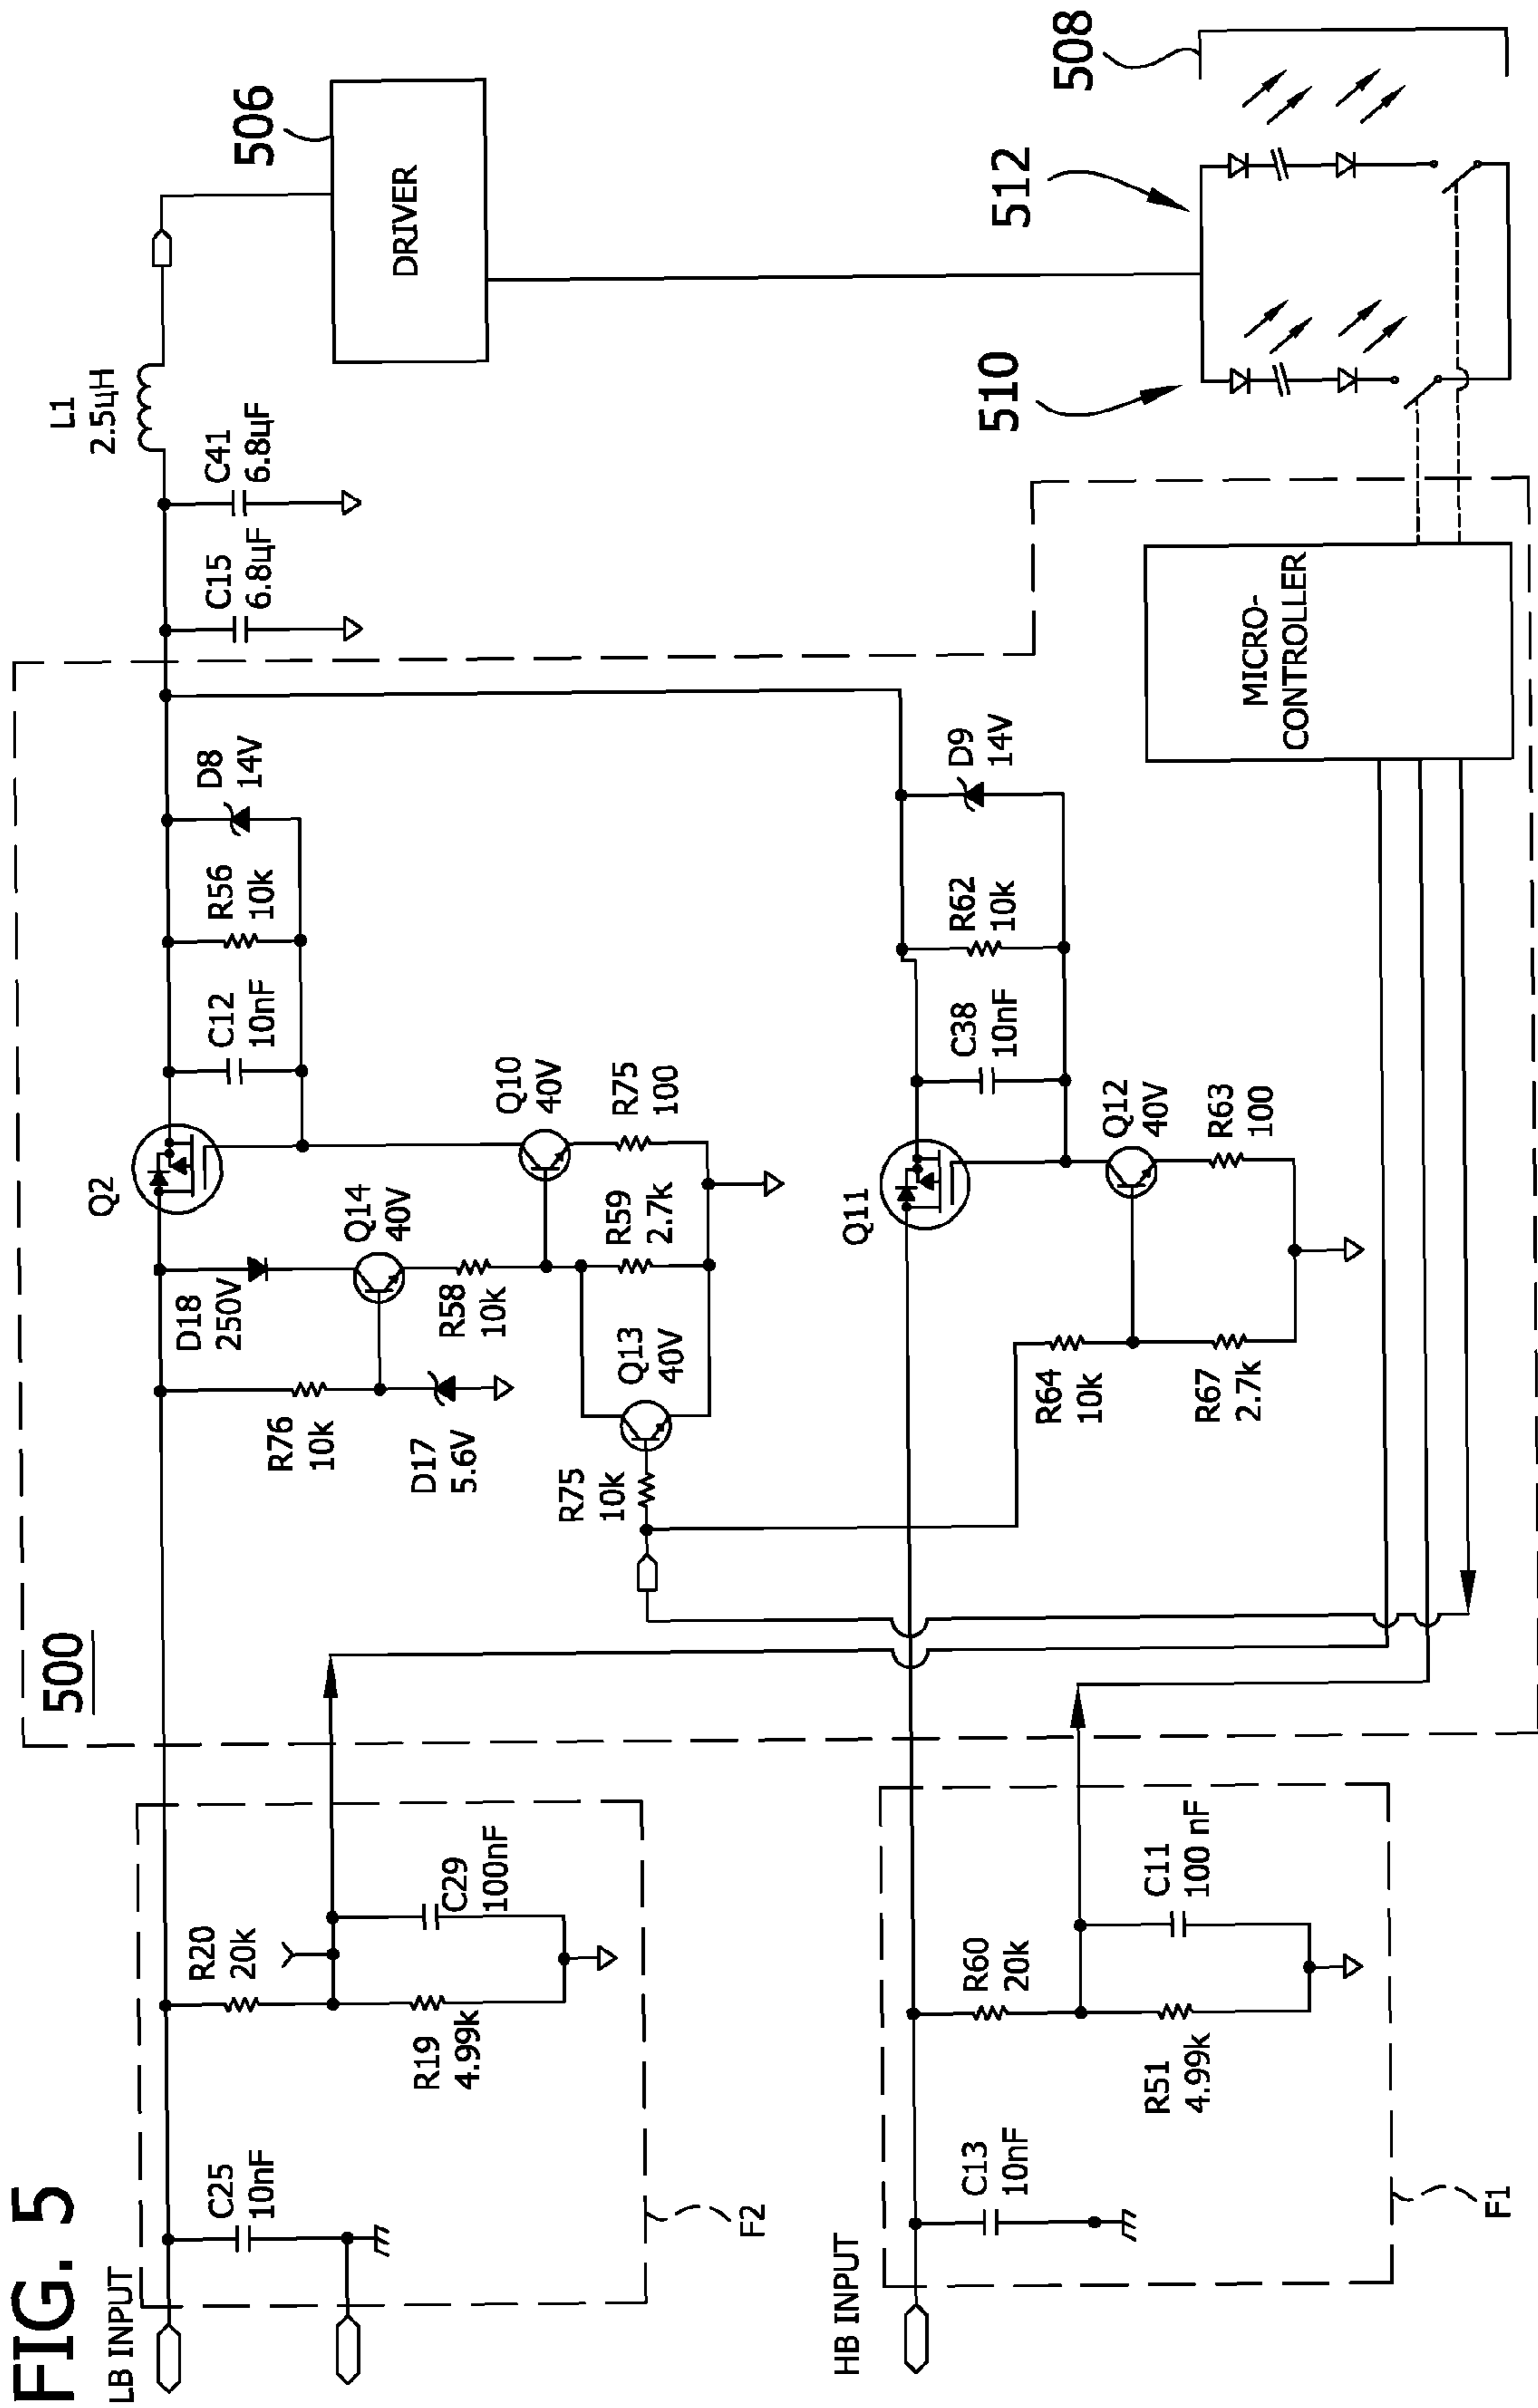 FIG. 5
500
LB INPUT
C25
10nF
R20
20k
R19
4.99k
C29
100nF
F2
HB INPUT
C13
10nF
R60
20k
R51
4.99k
C11
100 nF
F1
Q2
D18
250V
R76
10k
D17
5.6V
Q14
40V
R58
10k
Q13
40V
R75
10k
R59
2.7k
Q10
40V
R75
100
C12
10nF
R56
10k
D8
14V
Q11
R64
10k
R67
2.7k
Q12
40V
R63
100
C38
10nF
R62
10k
D9
14V
C15
6.8цF
C41
6.8цF
L1
2.5цH
506
DRIVER
MICRO-
CONTROLLER
510
512
508